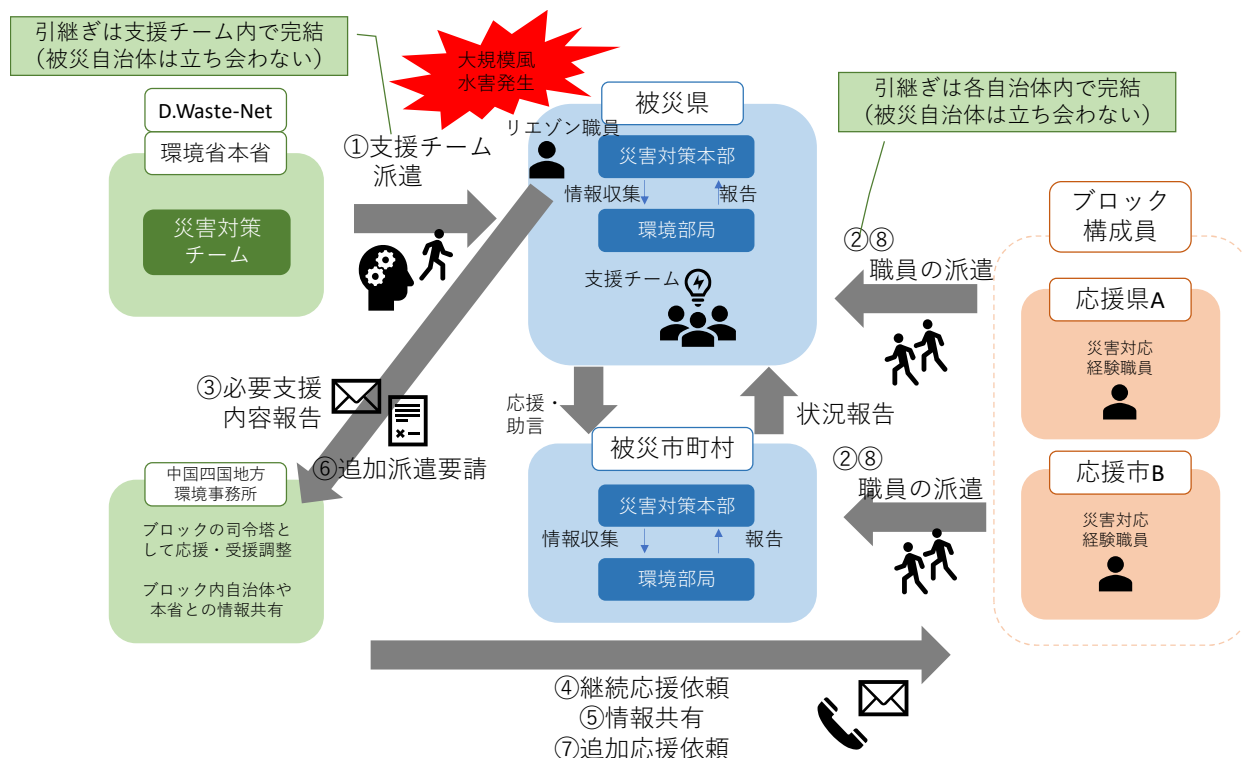 引継ぎは支援チーム内で完結
（被災自治体は立ち会わない）
大規模風
水害発生
引継ぎは各自治体内で完結
（被災自治体は立ち会わない）
D.Waste-Net
環境省本省
災害対策
チーム
①支援チーム
派遣
被災県
リエゾン職員
災害対策本部
情報収集
報告
環境部局
支援チーム
②⑧
職員の派遣
ブロック
構成員
応援県A
災害対応
経験職員
③必要支援
内容報告
⑥追加派遣要請
応援・
助言
状況報告
中国四国地方
環境事務所
ブロックの司令塔と
して応援・受援調整
ブロック内自治体や
本省との情報共有
被災市町村
災害対策本部
情報収集
報告
環境部局
②⑧
職員の派遣
応援市B
災害対応
経験職員
④継続応援依頼
⑤情報共有
⑦追加応援依頼